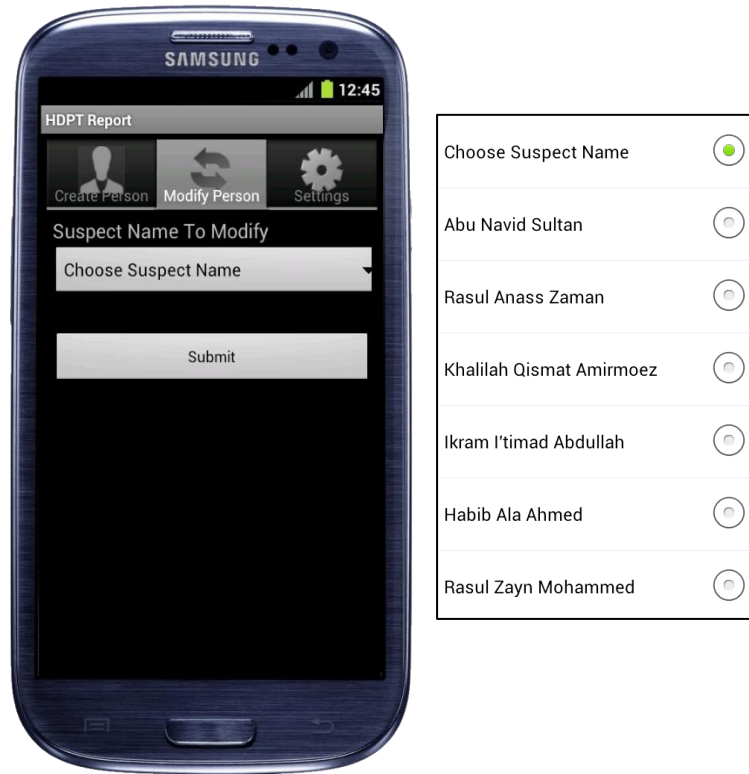 SAMSUNG
12:45
HDPT Report
Create Person
Modify Person
Settings
Suspect Name To Modify
Choose Suspect Name
Submit
Choose Suspect Name
Abu Navid Sultan
Rasul Anass Zaman
Khalilah Qismat Amirmoez
Ikram I'timad Abdullah
Habib Ala Ahmed
Rasul Zayn Mohammed